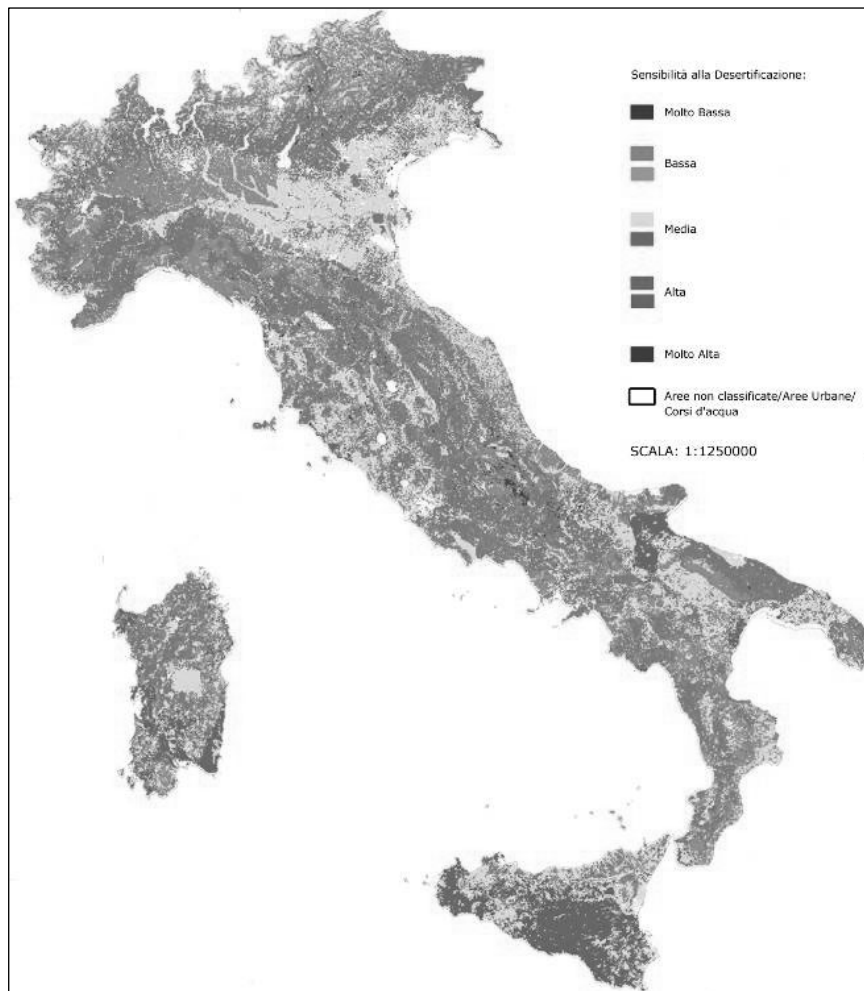 Sensibilità alla Desertificazione:
Molto Bassa
Bassa
Media
Alta
Molto Alta
Aree non classificate/Aree Urbane/
Corsi d'acqua
SCALA: 1:1250000